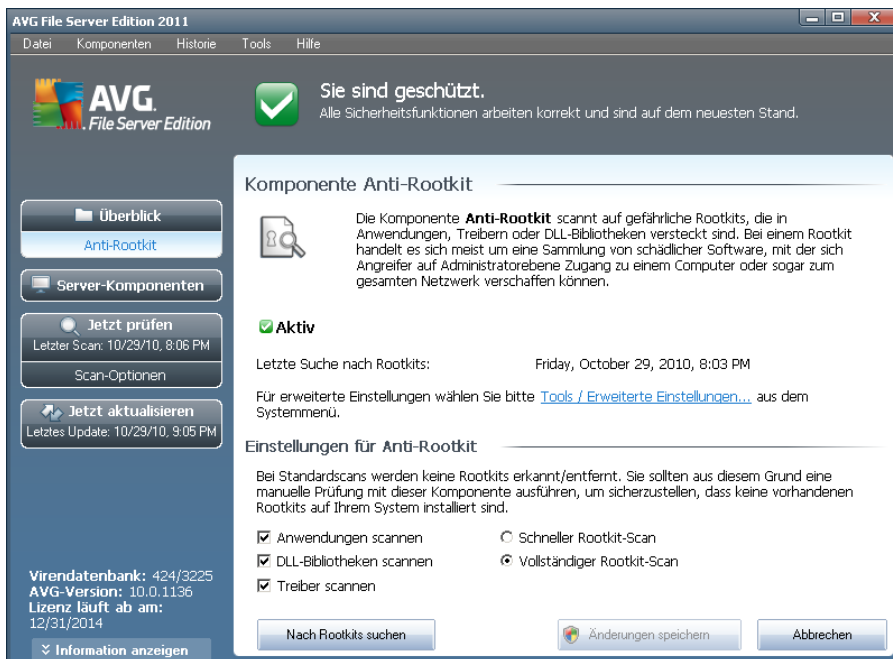 AVG File Server Edition 2011
Datei Komponenten Historie Tools Hilfe
AVG.
File Server Edition
Sie sind geschützt.
Alle Sicherheitsfunktionen arbeiten korrekt und sind auf dem neuesten Stand.
Überblick
Anti-Rootkit
Server-Komponenten
Jetzt prüfen
Letzter Scan: 10/29/10, 8:06 PM
Scan-Optionen
Jetzt aktualisieren
Letztes Update: 10/29/10, 9:05 PM
Virendatenbank: 424/3225
AVG-Version: 10.0.1136
Lizenz läuft ab am:
12/31/2014
Information anzeigen
Komponente Anti-Rootkit
Die Komponente Anti-Rootkit scannt auf gefährliche Rootkits, die in
Anwendungen, Treibern oder DLL-Bibliotheken versteckt sind. Bei einem Rootkit
handelt es sich meist um eine Sammlung von schädlicher Software, mit der sich
Angreifer auf Administratorebene Zugang zu einem Computer oder sogar zum
gesamten Netzwerk verschaffen können.
Aktiv
Letzte Suche nach Rootkits: Friday, October 29, 2010, 8:03 PM
Für erweiterte Einstellungen wählen Sie bitte Tools / Erweiterte Einstellungen... aus dem
Systemmenü.
Einstellungen für Anti-Rootkit
Bei Standardscans werden keine Rootkits erkannt/entfernt. Sie sollten aus diesem Grund eine
manuelle Prüfung mit dieser Komponente ausführen, um sicherzustellen, dass keine vorhandenen
Rootkits auf Ihrem System installiert sind.
Anwendungen scannen Schneller Rootkit-Scan
DLL-Bibliotheken scannen Vollständiger Rootkit-Scan
Treiber scannen
Nach Rootkits suchen Änderungen speichern Abbrechen